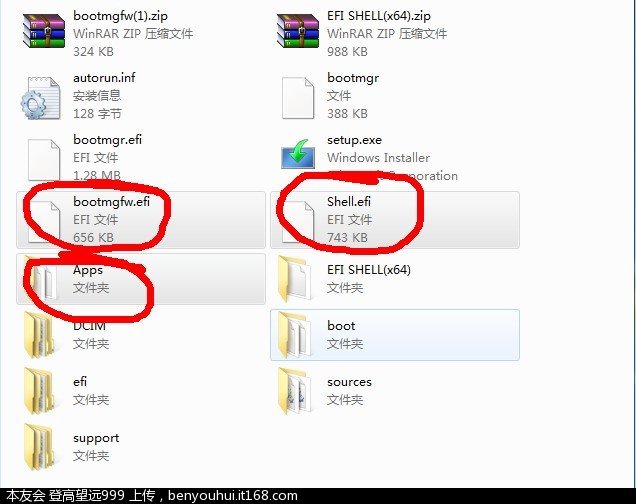 bootmgfw(1).zip
WinRAR ZIP 压缩文件
324 KB
EFI SHELL(x64).zip
WinRAR ZIP 压缩文件
988 KB
autorun.inf
安装信息
128 字节
bootmgr
文件
388 KB
bootmgr.efi
EFI 文件
1.28 MB
setup.exe
Windows Installer
Corporation
bootmgfw.efi
EFI 文件
656 KB
Shell.efi
EFI 文件
743 KB
Apps
文件夹
EFI SHELL(x64)
文件夹
DCIM
文件夹
boot
文件夹
efi
文件夹
sources
文件夹
support
文件夹
本友会 登高望远999 上传，benyouhui.it168.com